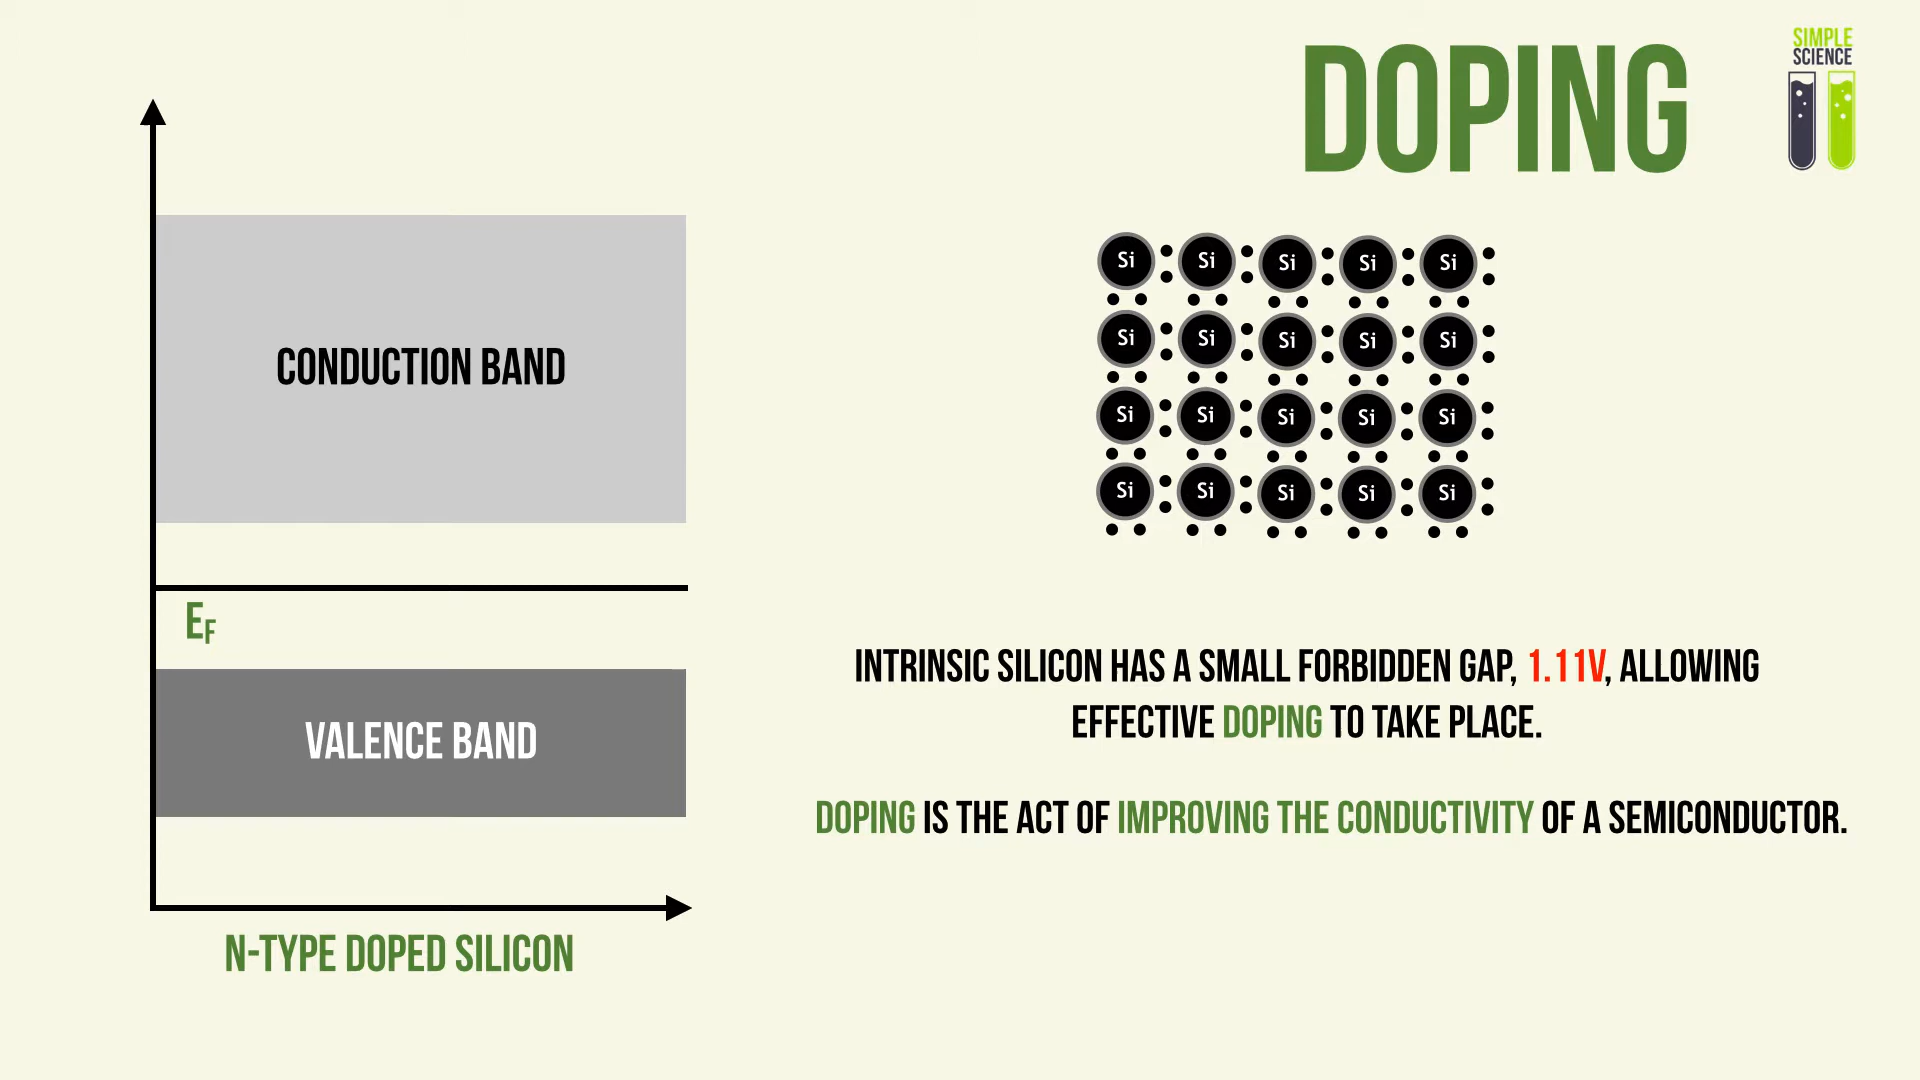 DOPING
SIMPLE
SCIENCE
CONDUCTION BAND
EF
VALENCE BAND
N-TYPE DOPED SILICON
Si Si Si Si Si
Si Si Si Si Si
Si Si Si Si Si
Si Si Si Si Si
INTRINSIC SILICON HAS A SMALL FORBIDDEN GAP, 1.11V, ALLOWING
EFFECTIVE DOPING TO TAKE PLACE.
DOPING IS THE ACT OF IMPROVING THE CONDUCTIVITY OF A SEMICONDUCTOR.